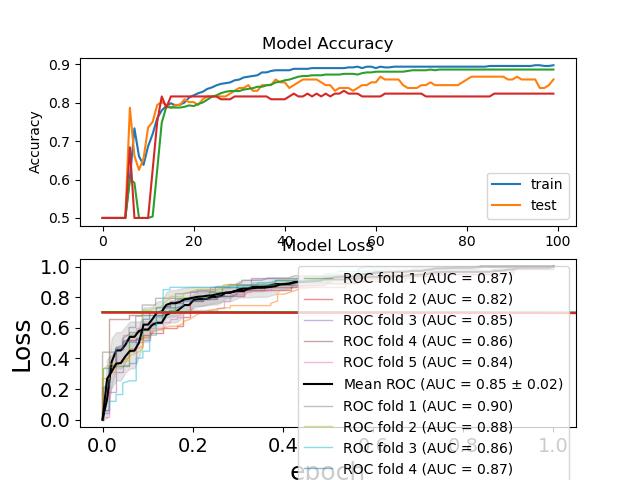 Model Accuracy
Accuracy
0.9
0.8
0.7
0.6
0.5
train
test
0 20 40 60 80 100
Model Loss
Loss
1.0
0.8
0.6
0.4
0.2
0.0
ROC fold 1 (AUC = 0.87)
ROC fold 2 (AUC = 0.82)
ROC fold 3 (AUC = 0.85)
ROC fold 4 (AUC = 0.86)
ROC fold 5 (AUC = 0.84)
Mean ROC (AUC = 0.85 ± 0.02)
ROC fold 1 (AUC = 0.90)
ROC fold 2 (AUC = 0.88)
ROC fold 3 (AUC = 0.86)
ROC fold 4 (AUC = 0.87)
0.0 0.2 0.4 0.6 0.8 1.0
epoch